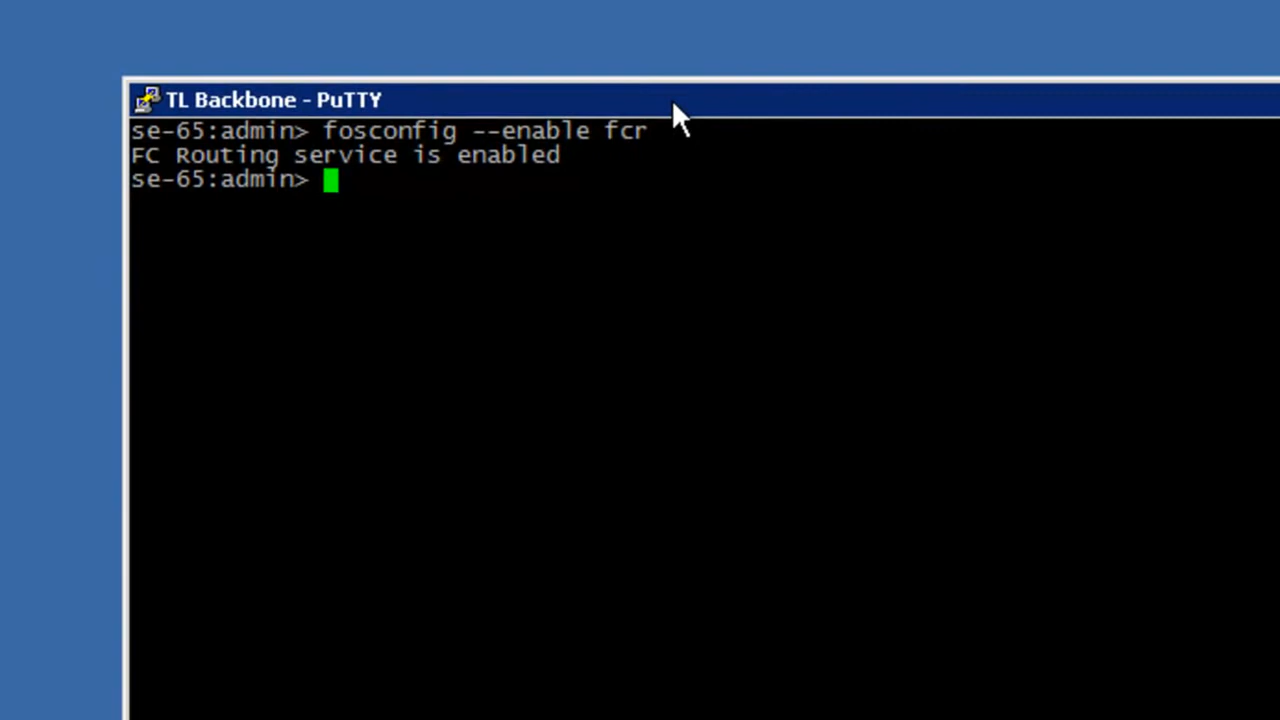 TL Backbone - PuTTY
se-65:admin> fosconfig --enable fcr
FC Routing service is enabled
se-65:admin>